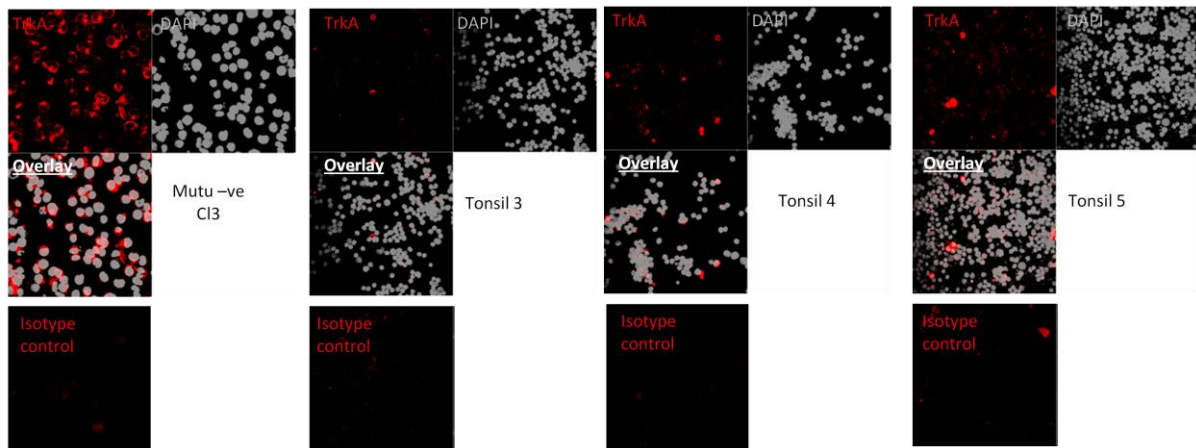 TrkA DAPI TrkA DAPI TrkA DAPI TrkA DAPI
Overlay Overlay Overlay Overlay
Mutu –ve Tonsil 3 Tonsil 4 Tonsil 5
Cl3
Isotype Isotype Isotype Isotype
control control control control